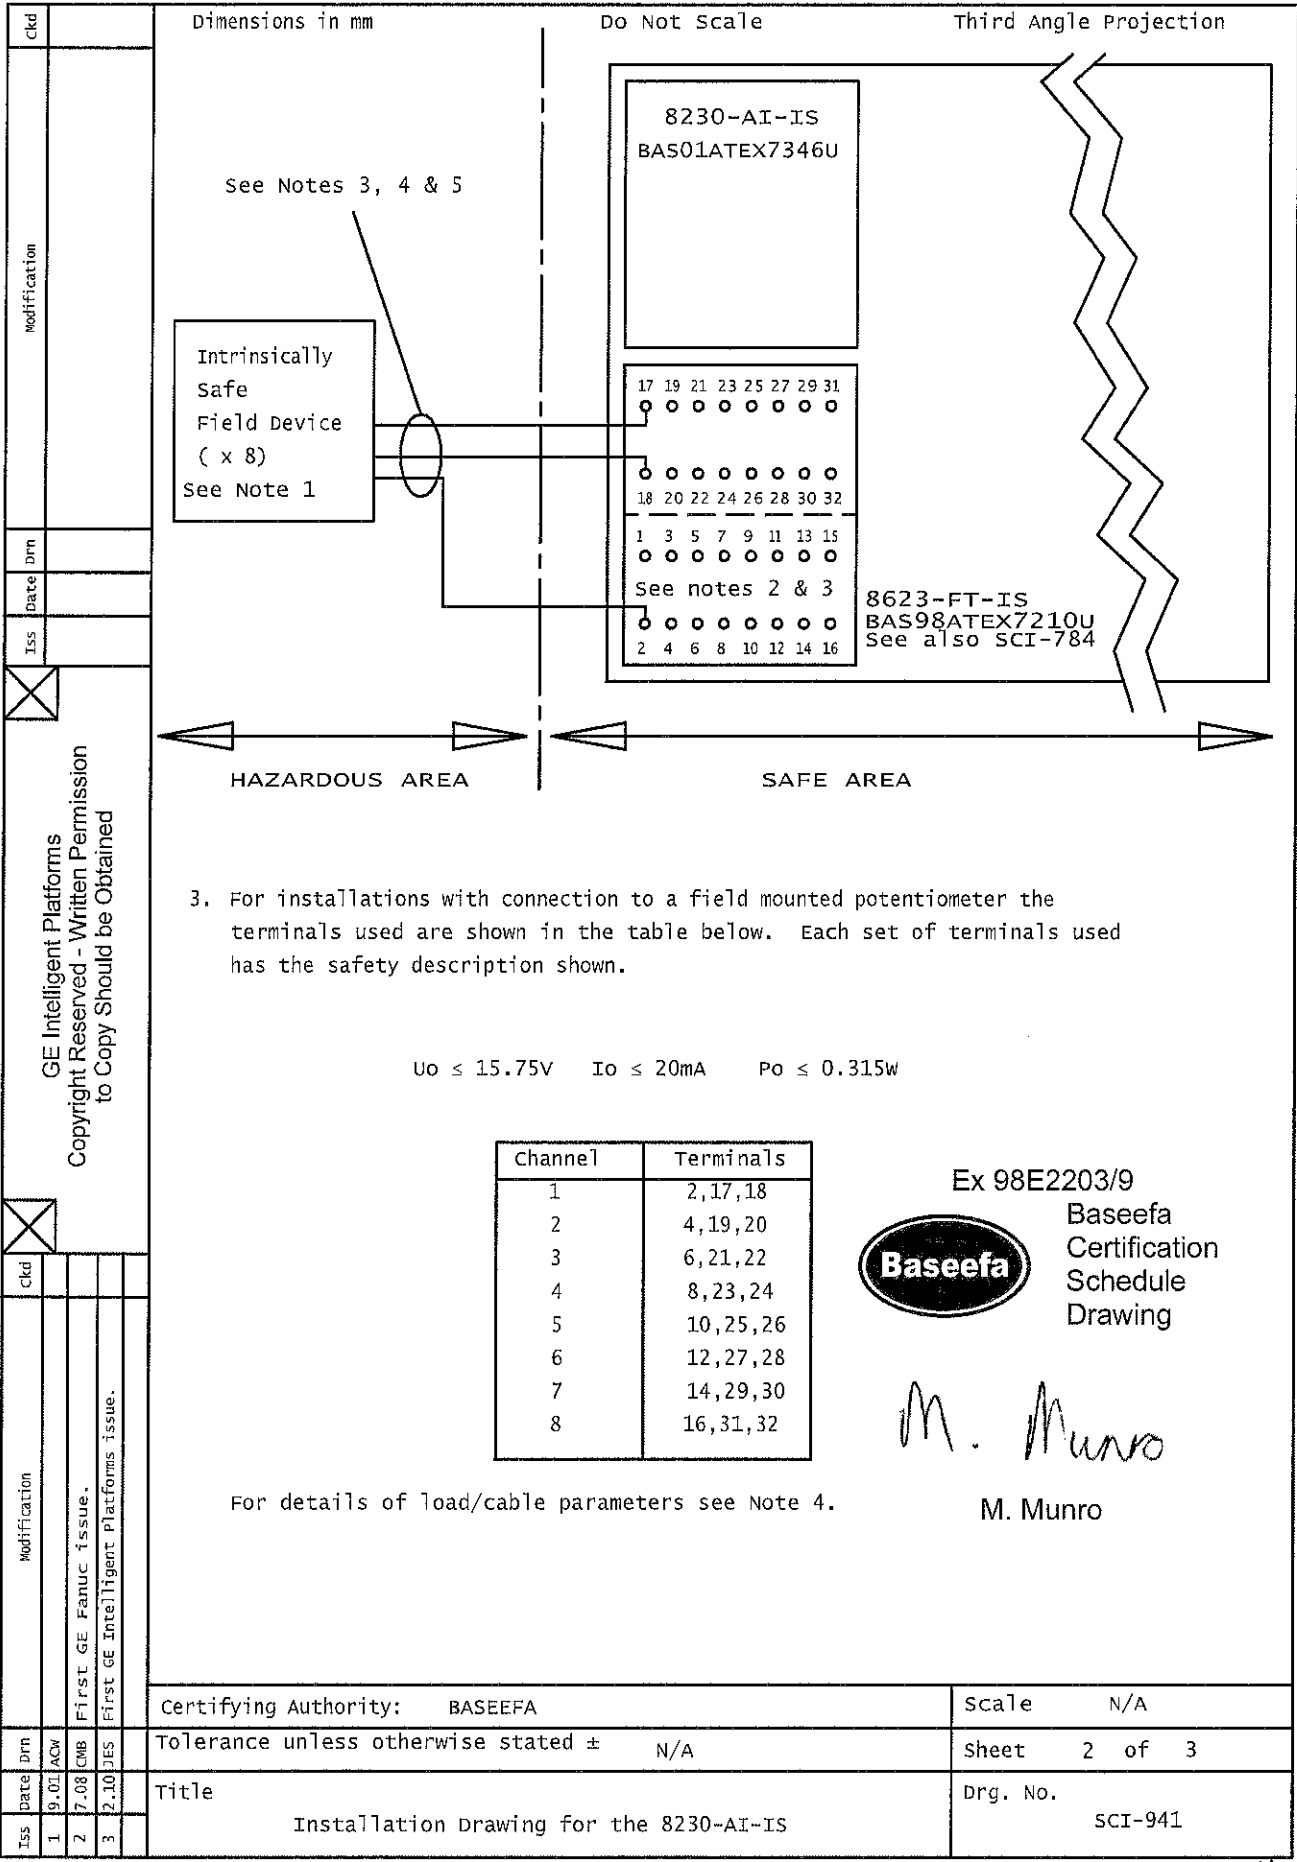 Dimensions in mm
Do Not Scale
Third Angle Projection
8230-AI-IS
BAS01ATEX7346U
See Notes 3, 4 & 5
Intrinsically
Safe
Field Device
( x 8)
See Note 1
17 19 21 23 25 27 29 31
18 20 22 24 26 28 30 32
1 3 5 7 9 11 13 15
See notes 2 & 3
2 4 6 8 10 12 14 16
8623-FT-IS
BAS98ATEX7210U
See also SCI-784
HAZARDOUS AREA
SAFE AREA
3. For installations with connection to a field mounted potentiometer the
terminals used are shown in the table below. Each set of terminals used
has the safety description shown.
Uo ≤ 15.75V Io ≤ 20mA Po ≤ 0.315W
Channel Terminals
1 2,17,18
2 4,19,20
3 6,21,22
4 8,23,24
5 10,25,26
6 12,27,28
7 14,29,30
8 16,31,32
For details of load/cable parameters see Note 4.
Ex 98E2203/9
Baseefa
Baseefa
Certification
Schedule
Drawing
M. Munro
M. Munro
Certifying Authority: BASEEFA
Scale N/A
Tolerance unless otherwise stated ± N/A
Sheet 2 of 3
Title
Installation Drawing for the 8230-AI-IS
Drg. No.
SCI-941
Iss Date Drn Modification Ckd
GE Intelligent Platforms
Copyright Reserved - Written Permission
to Copy Should be Obtained
Iss Date Drn Modification Ckd
1 9.01 ACW
2 7.08 CMB First GE Fanuc issue.
3 2.10 JES First GE Intelligent Platforms issue.